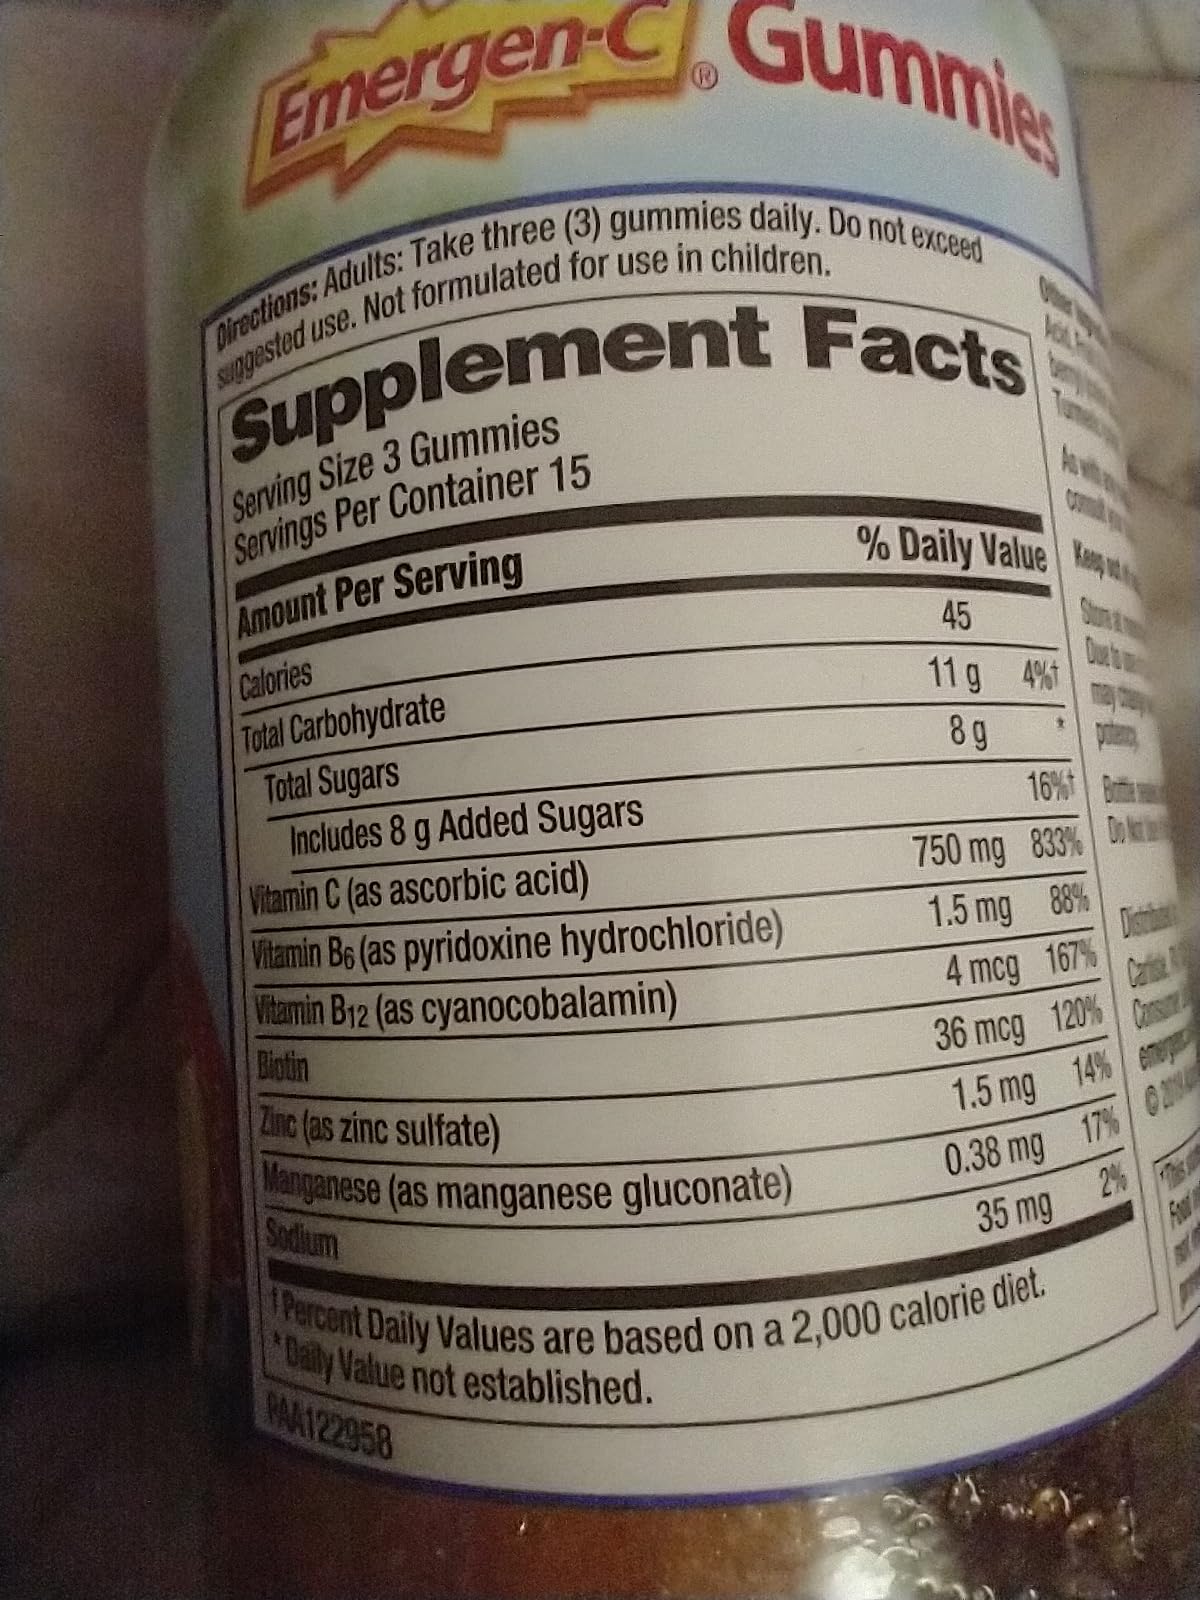 Emergen-C® Gummies
Directions: Adults: Take three (3) gummies daily. Do not exceed
suggested use. Not formulated for use in children.
Supplement Facts
Serving Size 3 Gummies
Servings Per Container 15
Amount Per Serving % Daily Value
Calories 45
Total Carbohydrate 11 g 4%†
Total Sugars 8 g *
Includes 8 g Added Sugars 16%†
Vitamin C (as ascorbic acid) 750 mg 833%
Vitamin B6 (as pyridoxine hydrochloride) 1.5 mg 88%
Vitamin B12 (as cyanocobalamin) 4 mcg 167%
Biotin 36 mcg 120%
Zinc (as zinc sulfate) 1.5 mg 14%
Manganese (as manganese gluconate) 0.38 mg 17%
Sodium 35 mg 2%
† Percent Daily Values are based on a 2,000 calorie diet.
* Daily Value not established.
PAA122958